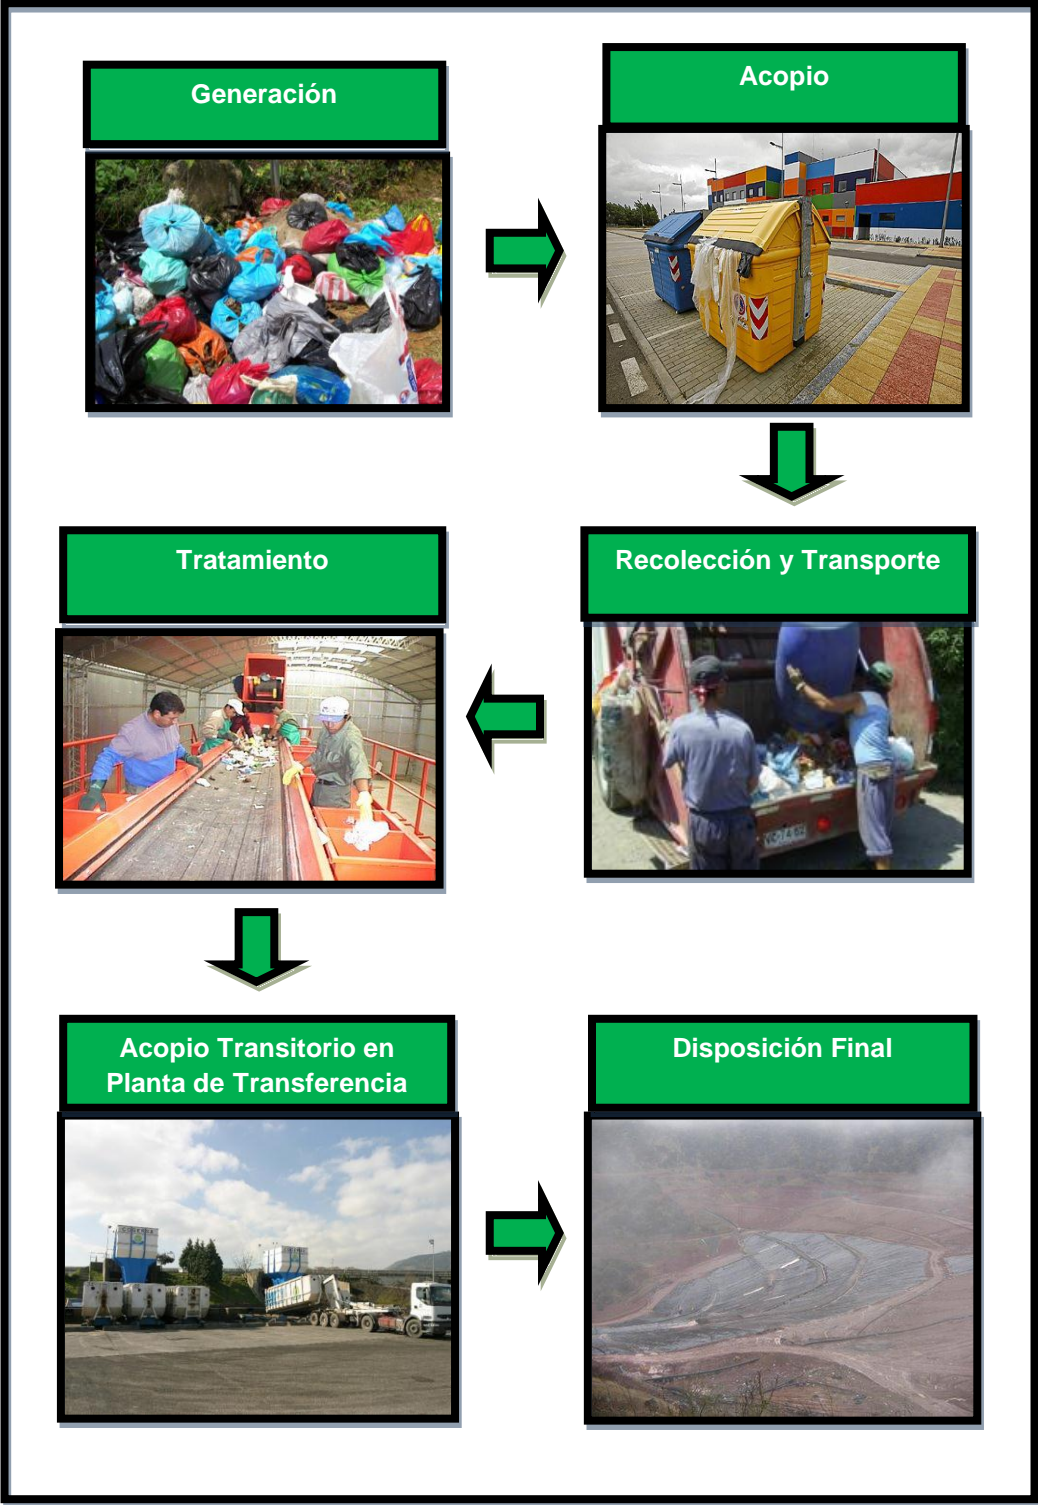 Generación
Acopio
Recolección y Transporte
Tratamiento
Acopio Transitorio en
Planta de Transferencia
Disposición Final